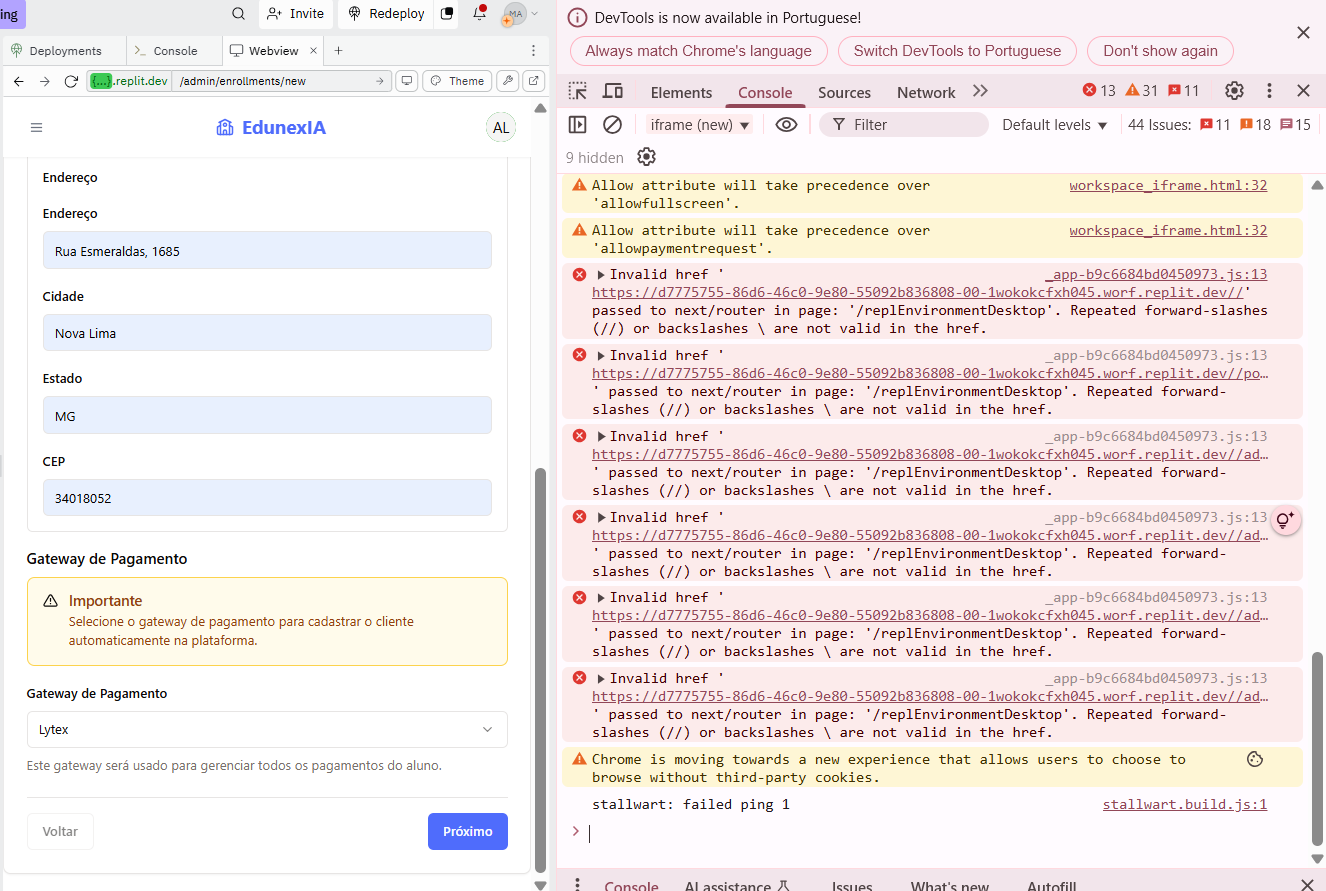 ing
Invite
Redeploy
MA
Deployments
Console
Webview
{...}.replit.dev
/admin/enrollments/new
Theme
EdunexIA
AL
Endereço
Endereço
Rua Esmeraldas, 1685
Cidade
Nova Lima
Estado
MG
CEP
34018052
Gateway de Pagamento
Importante
Selecione o gateway de pagamento para cadastrar o cliente
automaticamente na plataforma.
Gateway de Pagamento
Lytex
Este gateway será usado para gerenciar todos os pagamentos do aluno.
Voltar
Próximo
DevTools is now available in Portuguese!
Always match Chrome's language
Switch DevTools to Portuguese
Don't show again
Elements
Console
Sources
Network
13
31
11
iframe (new)
Filter
Default levels
44 Issues:
11
18
15
9 hidden
Allow attribute will take precedence over workspace_iframe.html:32
'allowfullscreen'.
Allow attribute will take precedence over workspace_iframe.html:32
'allowpaymentrequest'.
Invalid href ' _app-b9c6684bd0450973.js:13
https://d7775755-86d6-46c0-9e80-55092b836808-00-1wokokcfxh045.worf.replit.dev//'
passed to next/router in page: '/replEnvironmentDesktop'. Repeated forward-slashes
(//) or backslashes \ are not valid in the href.
Invalid href ' _app-b9c6684bd0450973.js:13
https://d7775755-86d6-46c0-9e80-55092b836808-00-1wokokcfxh045.worf.replit.dev//po…
' passed to next/router in page: '/replEnvironmentDesktop'. Repeated forward-
slashes (//) or backslashes \ are not valid in the href.
Invalid href ' _app-b9c6684bd0450973.js:13
https://d7775755-86d6-46c0-9e80-55092b836808-00-1wokokcfxh045.worf.replit.dev//ad…
' passed to next/router in page: '/replEnvironmentDesktop'. Repeated forward-
slashes (//) or backslashes \ are not valid in the href.
Invalid href ' _app-b9c6684bd0450973.js:13
https://d7775755-86d6-46c0-9e80-55092b836808-00-1wokokcfxh045.worf.replit.dev//ad…
' passed to next/router in page: '/replEnvironmentDesktop'. Repeated forward-
slashes (//) or backslashes \ are not valid in the href.
Invalid href ' _app-b9c6684bd0450973.js:13
https://d7775755-86d6-46c0-9e80-55092b836808-00-1wokokcfxh045.worf.replit.dev//ad…
' passed to next/router in page: '/replEnvironmentDesktop'. Repeated forward-
slashes (//) or backslashes \ are not valid in the href.
Invalid href ' _app-b9c6684bd0450973.js:13
https://d7775755-86d6-46c0-9e80-55092b836808-00-1wokokcfxh045.worf.replit.dev//ad…
' passed to next/router in page: '/replEnvironmentDesktop'. Repeated forward-
slashes (//) or backslashes \ are not valid in the href.
Chrome is moving towards a new experience that allows users to choose to
browse without third-party cookies.
stallwart: failed ping 1 stallwart.build.js:1
Console
AI assistance
Issues
What's new
Autofill